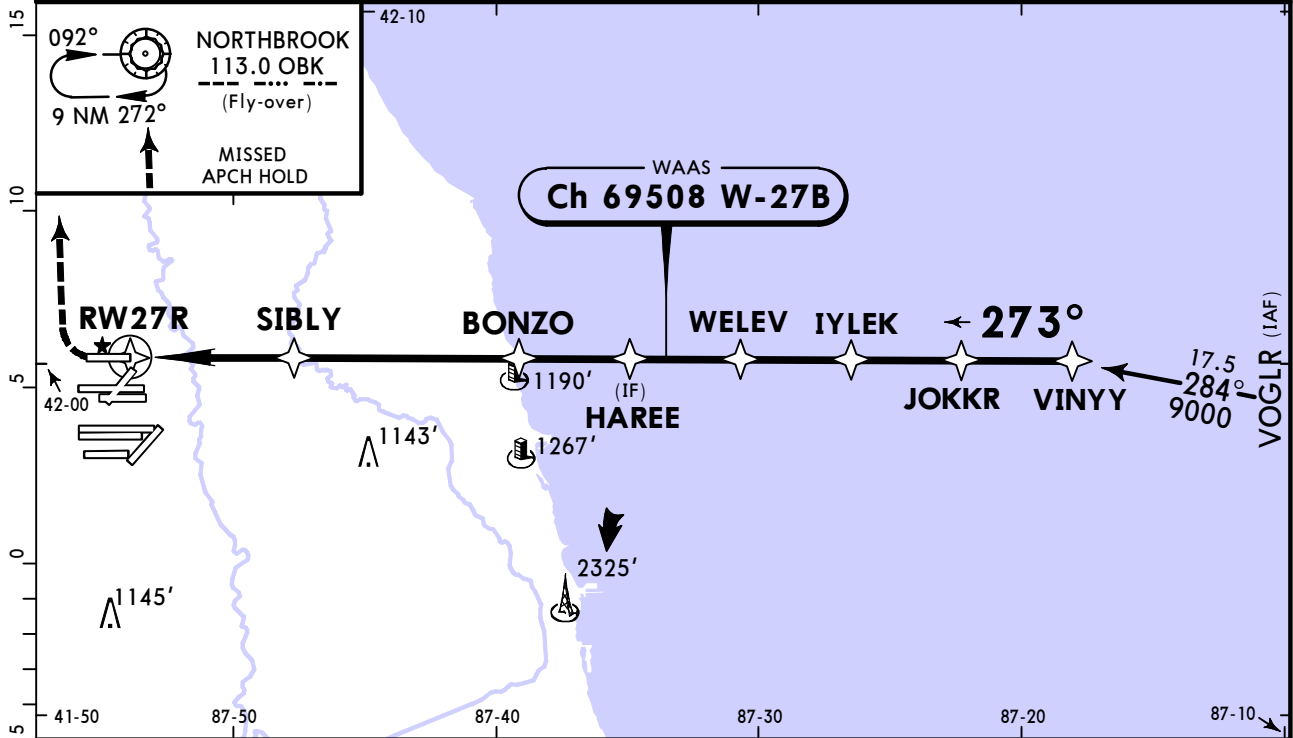 15
42-10
092°
NORTHBROOK
113.0 OBK
(Fly-over)
9 NM 272°
MISSED
APCH HOLD
WAAS
Ch 69508 W-27B
10
RW27R
SIBLY
BONZO
WELEV
IYLEK
273°
VOGLR (IAF)
17.5
284°
9000
5
42-00
1190'
(IF)
HAREE
JOKKR
VINYY
1143'
1267'
0
2325'
1145'
5
41-50
87-50
87-40
87-30
87-20
87-10